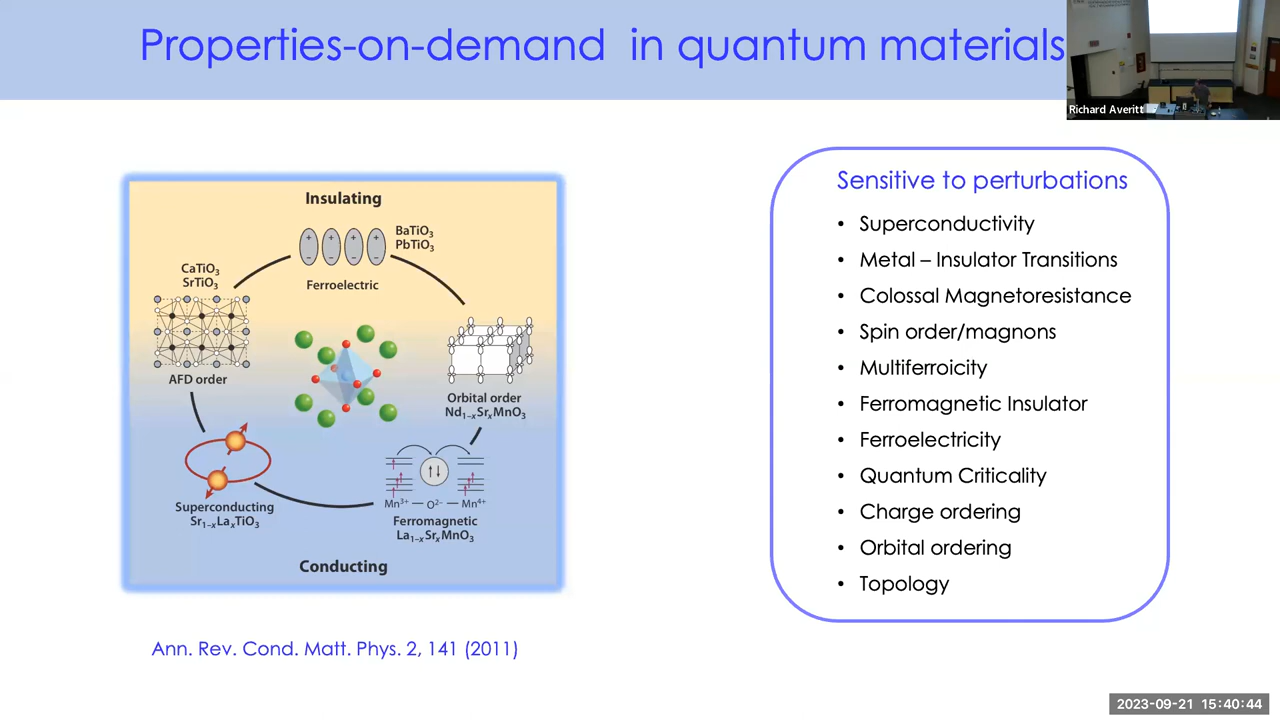 Properties-on-demand in quantum materials
Richard Averitt
Insulating
BaTiO₃
PbTiO₃
CaTiO₃
SrTiO₃
Ferroelectric
AFD order
Orbital order
Nd₁₋ₓSrₓMnO₃
Superconducting
Sr₁₋ₓLaₓTiO₃
Mn³⁺ — O²⁻ — Mn⁴⁺
Ferromagnetic
La₁₋ₓSrₓMnO₃
Conducting
Ann. Rev. Cond. Matt. Phys. 2, 141 (2011)
Sensitive to perturbations
• Superconductivity
• Metal – Insulator Transitions
• Colossal Magnetoresistance
• Spin order/magnons
• Multiferroicity
• Ferromagnetic Insulator
• Ferroelectricity
• Quantum Criticality
• Charge ordering
• Orbital ordering
• Topology
2023-09-21 15:40:44